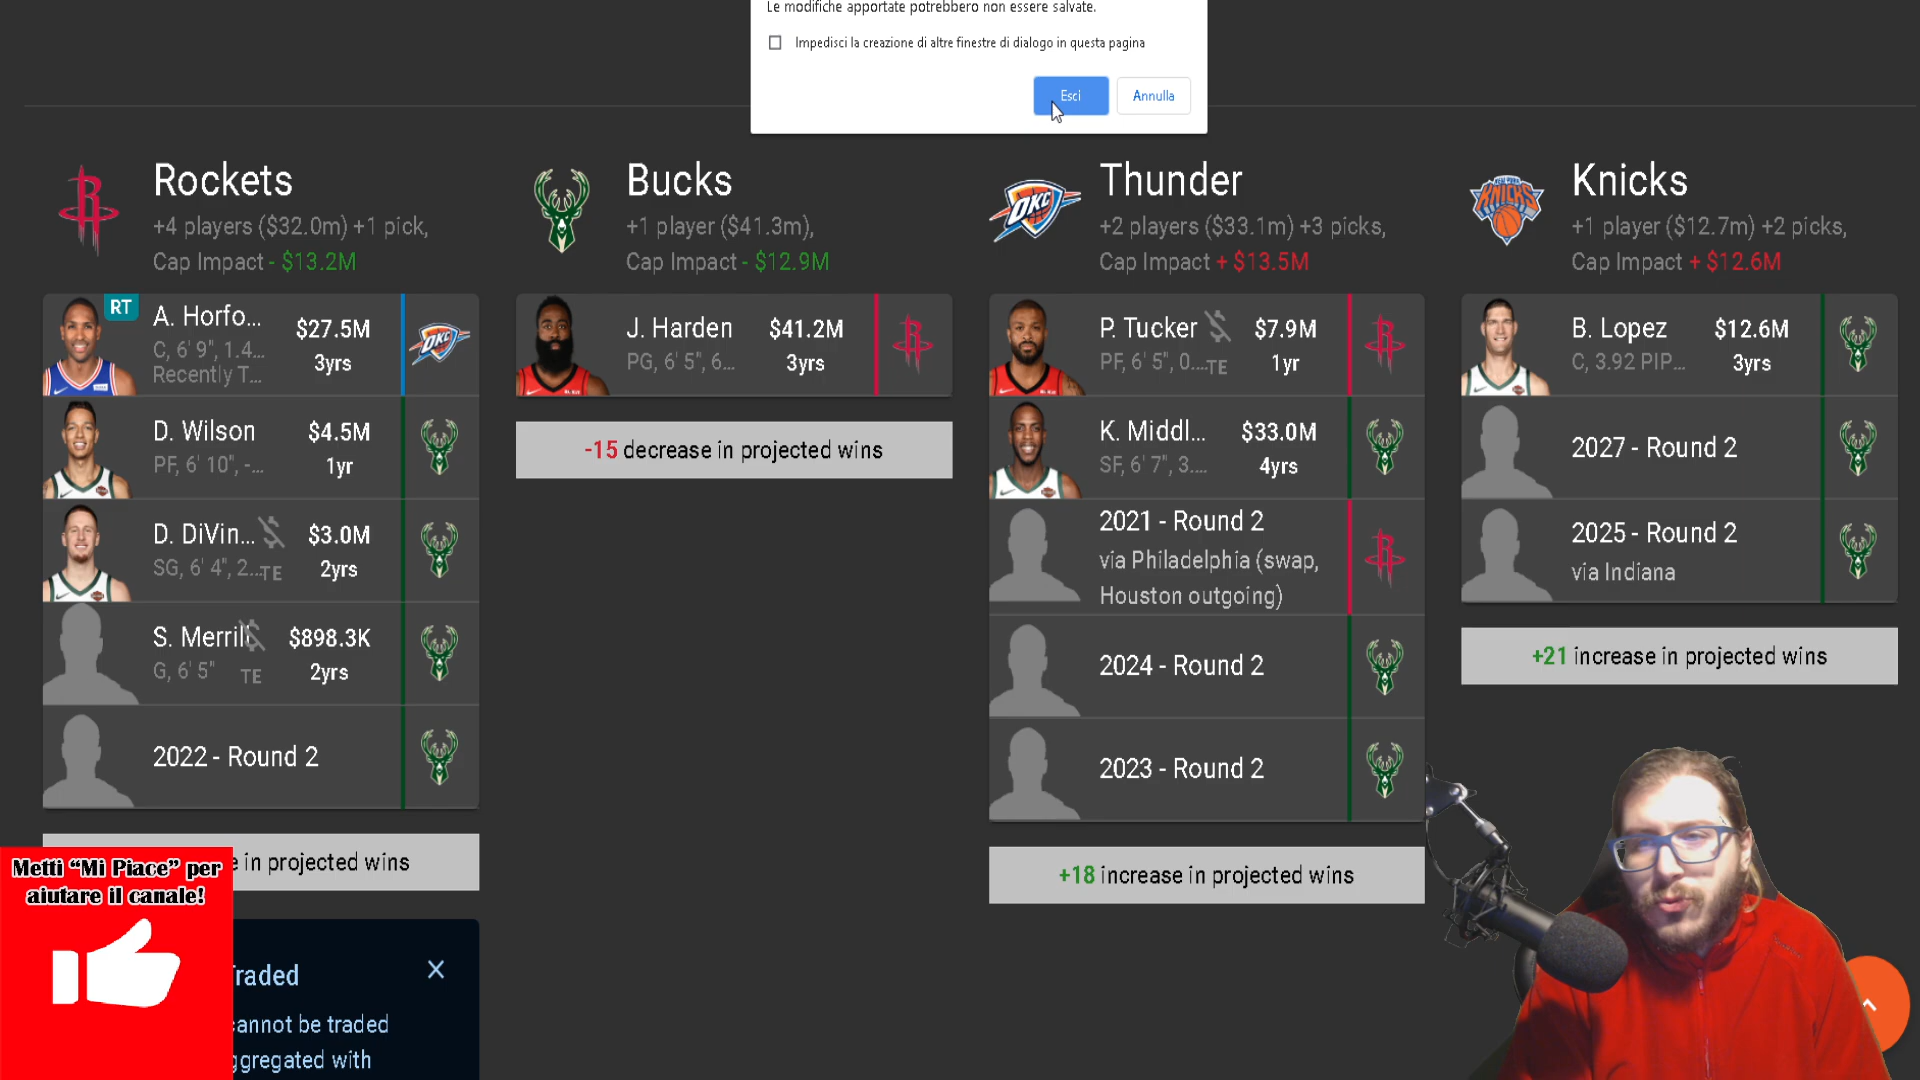 Le modifiche apportate potrebbero non essere salvate.
Impedisci la creazione di altre finestre di dialogo in questa pagina
Esci
Annulla
Rockets
+4 players ($32.0m) +1 pick,
Cap Impact - $13.2M
RT
A. Horfo...
$27.5M
C, 6' 9", 1.4...
3yrs
Recently T...
OKC
D. Wilson
$4.5M
PF, 6' 10", -...
1yr
D. DiVin...
$3.0M
SG, 6' 4", 2...
TE
2yrs
S. Merrill
$898.3K
G, 6' 5"
TE
2yrs
2022 - Round 2
in projected wins
Metti “Mi Piace” per
aiutare il canale!
Traded
cannot be traded
aggregated with
Bucks
+1 player ($41.3m),
Cap Impact - $12.9M
J. Harden
$41.2M
PG, 6' 5", 6...
3yrs
-15 decrease in projected wins
OKC
Thunder
+2 players ($33.1m) +3 picks,
Cap Impact + $13.5M
P. Tucker
$7.9M
PF, 6' 5", 0....
TE
1yr
K. Middl...
$33.0M
SF, 6' 7", 3....
4yrs
2021 - Round 2
via Philadelphia (swap,
Houston outgoing)
2024 - Round 2
2023 - Round 2
+18 increase in projected wins
NEW YORK
KNICKS
Knicks
+1 player ($12.7m) +2 picks,
Cap Impact + $12.6M
B. Lopez
$12.6M
C, 3.92 PIP...
3yrs
2027 - Round 2
2025 - Round 2
via Indiana
+21 increase in projected wins